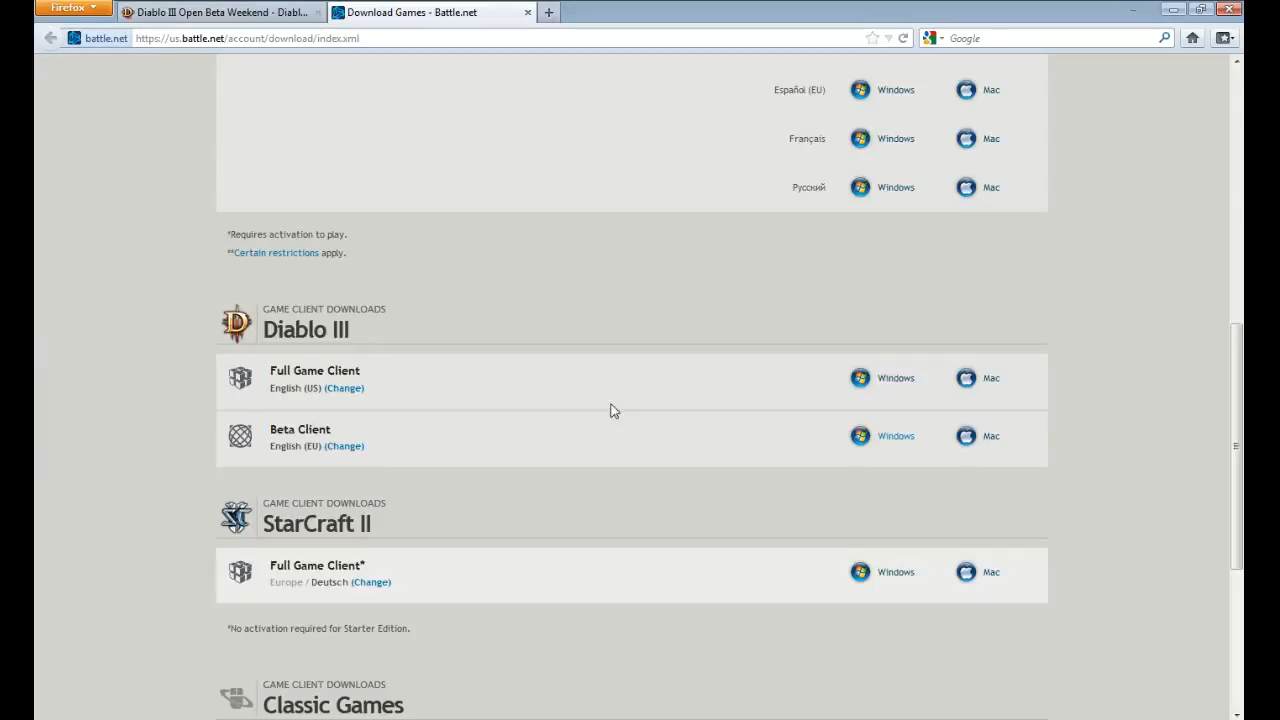 Firefox
Diablo III Open Beta Weekend - Diabl...
Download Games - Battle.net
battle.net
https://us.battle.net/account/download/index.xml
Google
Español (EU)
Windows
Mac
Français
Windows
Mac
Русский
Windows
Mac
*Requires activation to play.
**Certain restrictions apply.
GAME CLIENT DOWNLOADS
Diablo III
Full Game Client
English (US) (Change)
Windows
Mac
Beta Client
English (EU) (Change)
Windows
Mac
GAME CLIENT DOWNLOADS
StarCraft II
Full Game Client*
Europe / Deutsch (Change)
Windows
Mac
*No activation required for Starter Edition.
GAME CLIENT DOWNLOADS
Classic Games